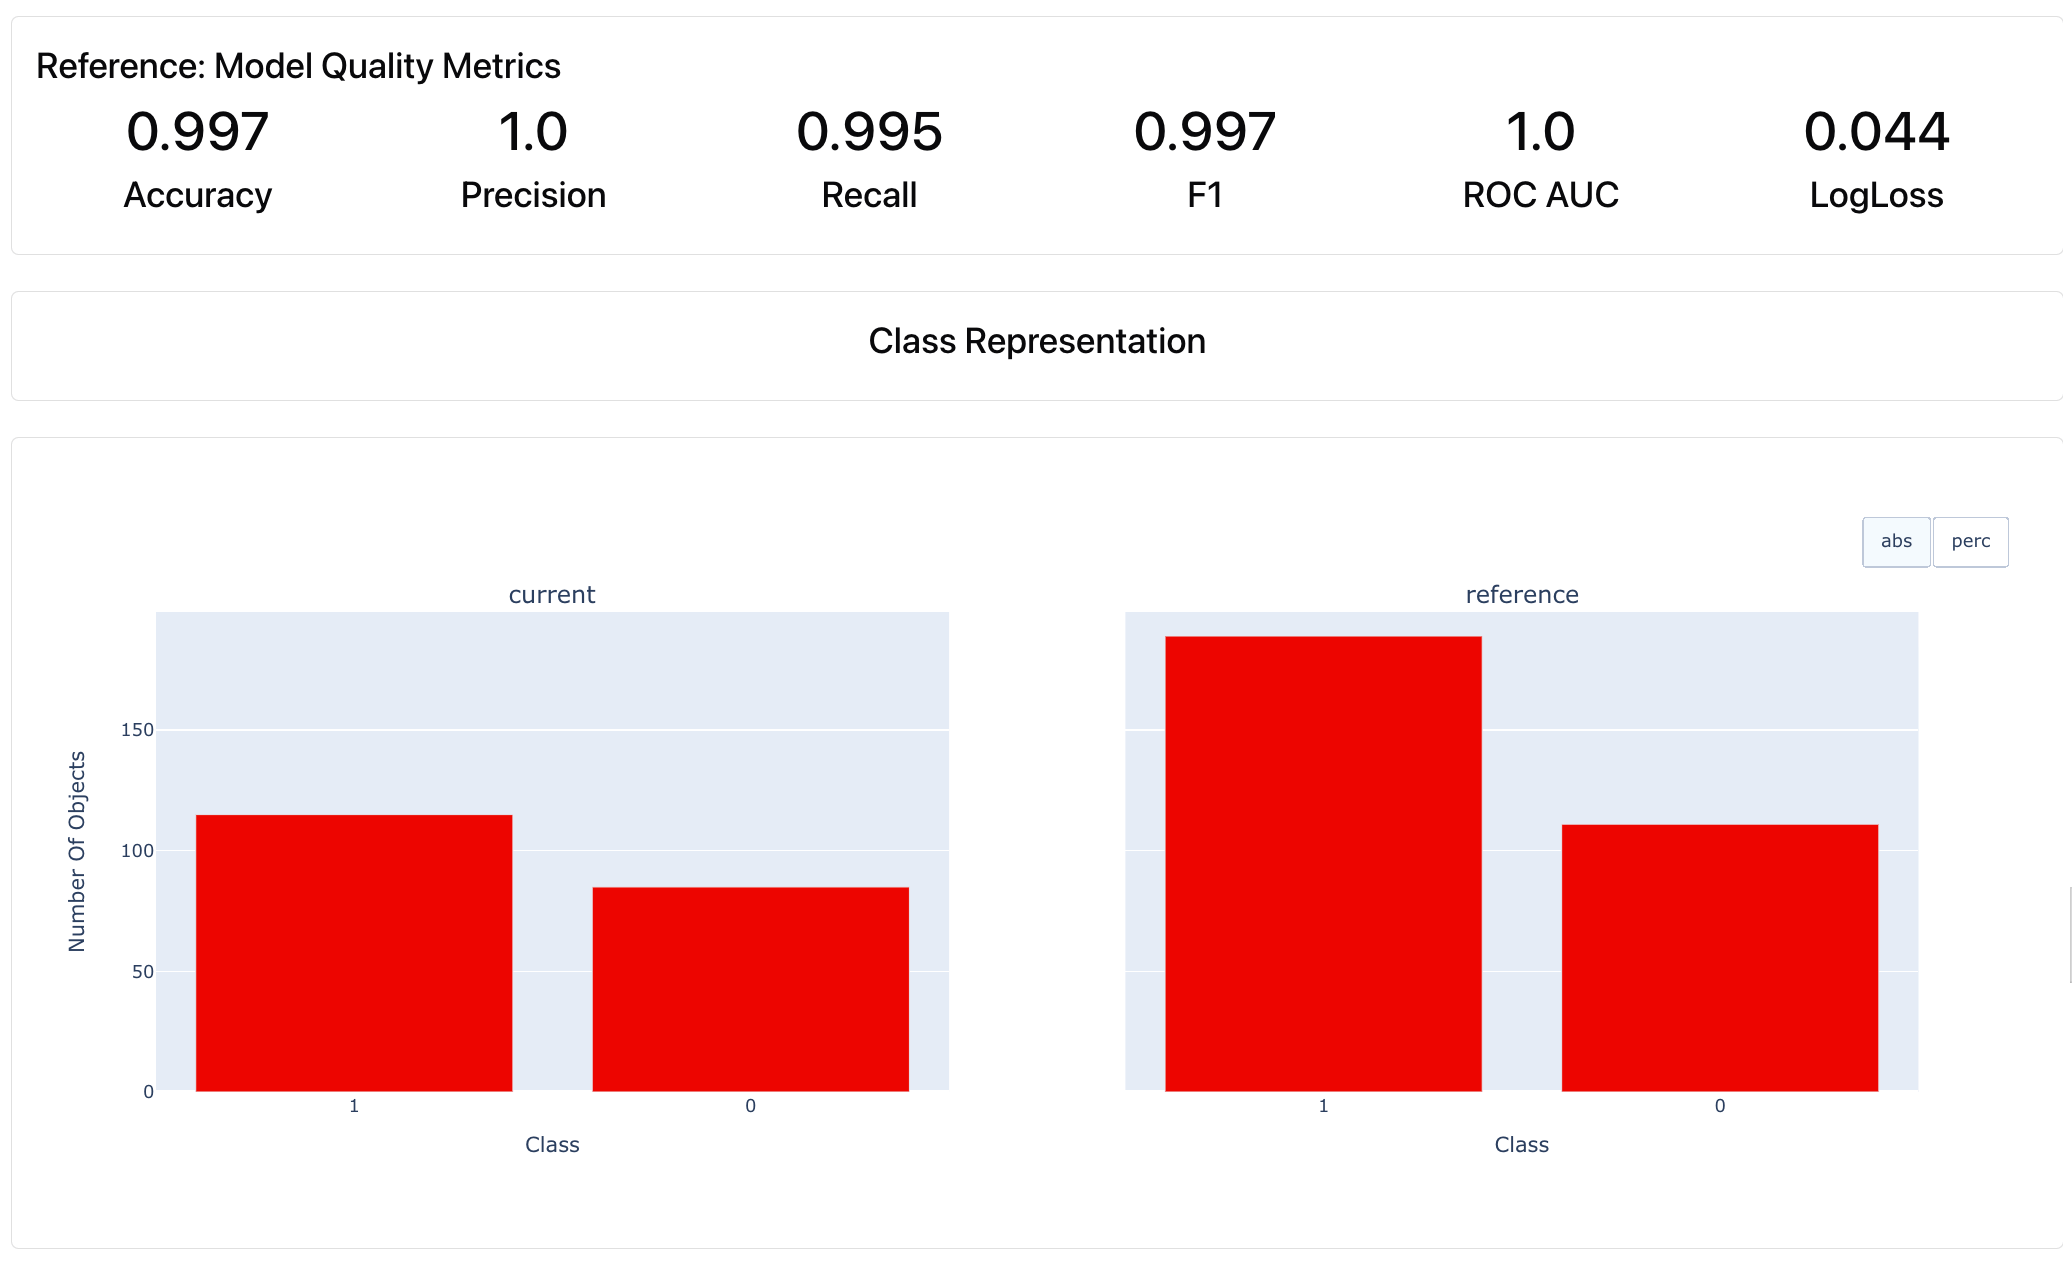 Reference: Model Quality Metrics
0.997 1.0 0.995 0.997 1.0 0.044
Accuracy Precision Recall F1 ROC AUC LogLoss
Class Representation
abs perc
current reference
150
100
50
0
Number Of Objects
1 0 1 0
Class Class